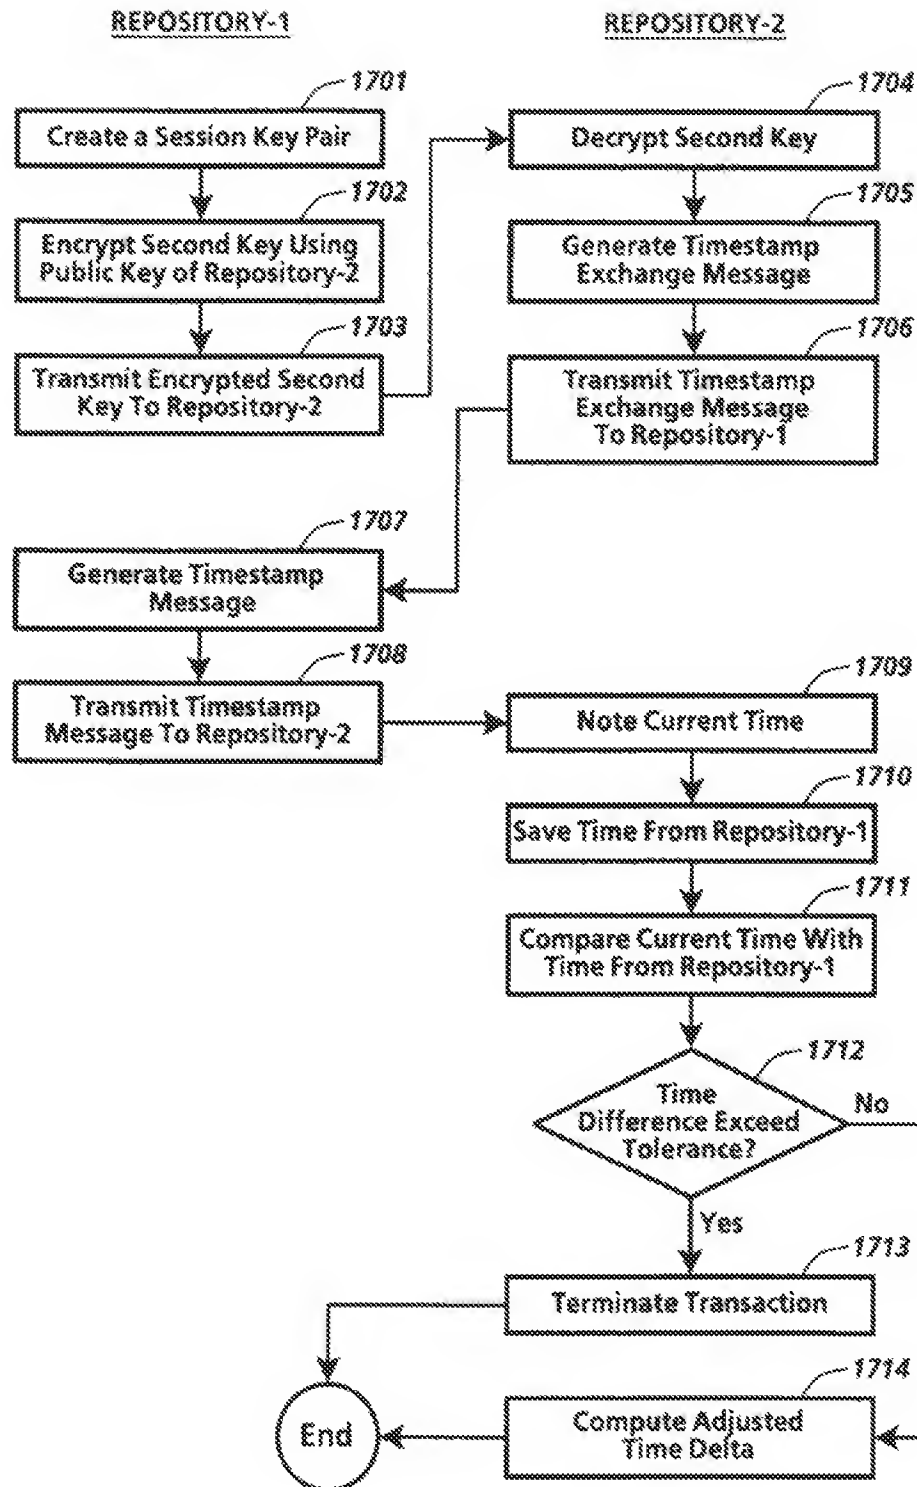 REPOSITORY-1
REPOSITORY-2
1701
Create a Session Key Pair
1702
Encrypt Second Key Using
Public Key of Repository-2
1703
Transmit Encrypted Second
Key To Repository-2
1704
Decrypt Second Key
1705
Generate Timestamp
Exchange Message
1706
Transmit Timestamp
Exchange Message
To Repository-1
1707
Generate Timestamp
Message
1708
Transmit Timestamp
Message To Repository-2
1709
Note Current Time
1710
Save Time From Repository-1
1711
Compare Current Time With
Time From Repository-1
1712
Time
Difference Exceed
Tolerance?
No
Yes
1713
Terminate Transaction
1714
Compute Adjusted
Time Delta
End